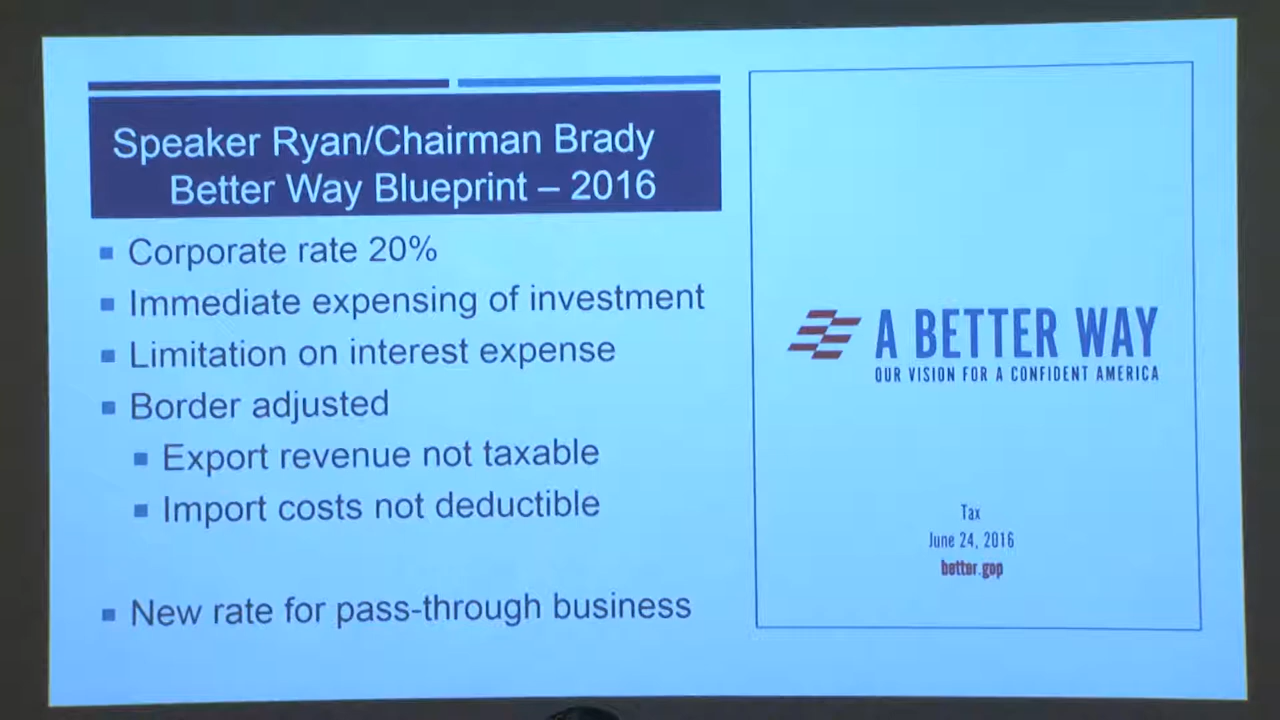 Speaker Ryan/Chairman Brady
Better Way Blueprint – 2016
Corporate rate 20%
Immediate expensing of investment
Limitation on interest expense
Border adjusted
Export revenue not taxable
Import costs not deductible
New rate for pass-through business
A BETTER WAY
OUR VISION FOR A CONFIDENT AMERICA
Tax
June 24, 2016
better.gop